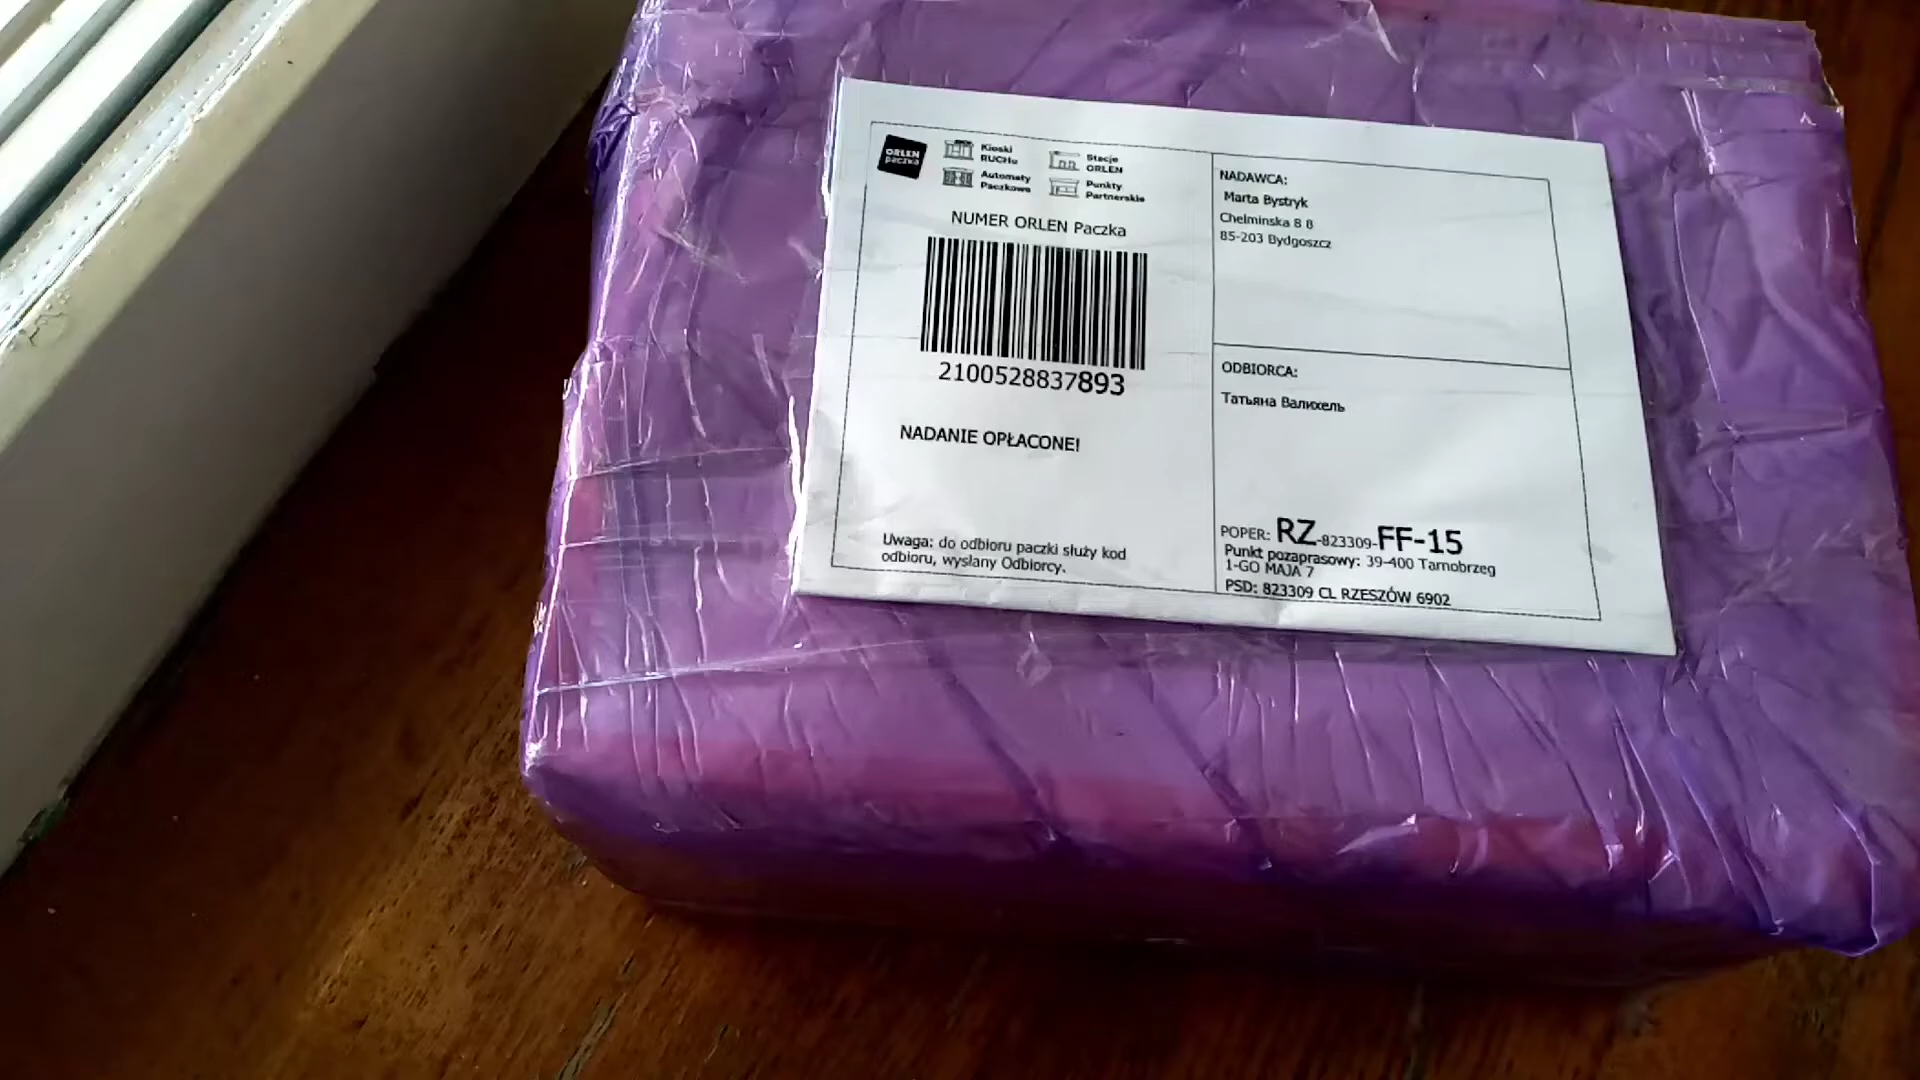 ORLEN
paczka
Kioski
RUCHu
Stacje
ORLEN
Automaty
Paczkowe
Punkty
Partnerskie
NUMER ORLEN Paczka
2100528837893
NADANIE OPŁACONE!
Uwaga: do odbioru paczki służy kod
odbioru, wysłany Odbiorcy.
NADAWCA:
Marta Bystryk
Chelminska 8 8
85-203 Bydgoszcz
ODBIORCA:
Татьяна Валихель
POPER: RZ-823309-FF-15
Punkt pozaprasowy: 39-400 Tarnobrzeg
1-GO MAJA 7
PSD: 823309 CL RZESZÓW 6902